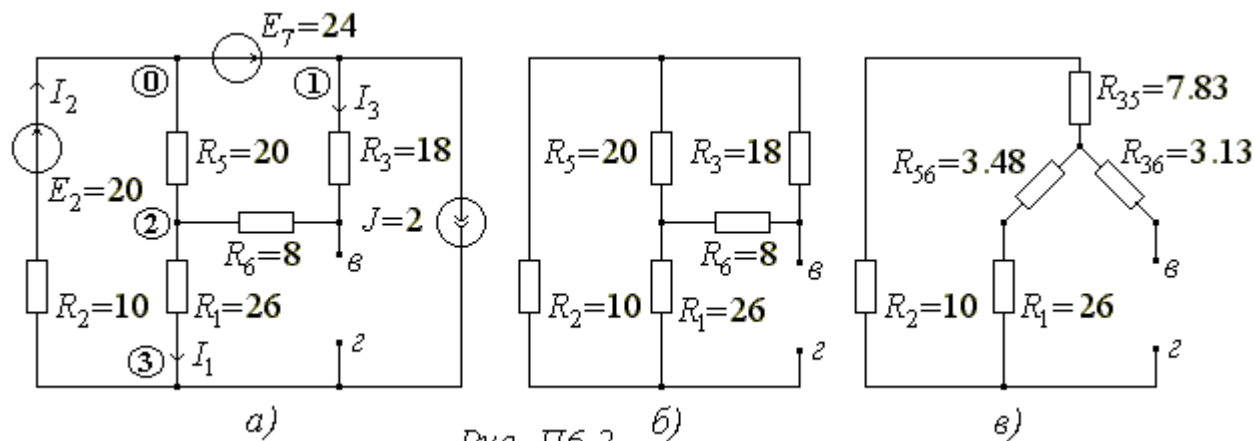 E7=24
0
1
I2
I3
R5=20
R3=18
E2=20
2
J=2
R6=8
в
R2=10
R1=26
г
3
I1
а)
R5=20
R3=18
R6=8
в
R2=10
R1=26
г
б)
R35=7.83
R56=3.48
R36=3.13
в
R2=10
R1=26
г
в)